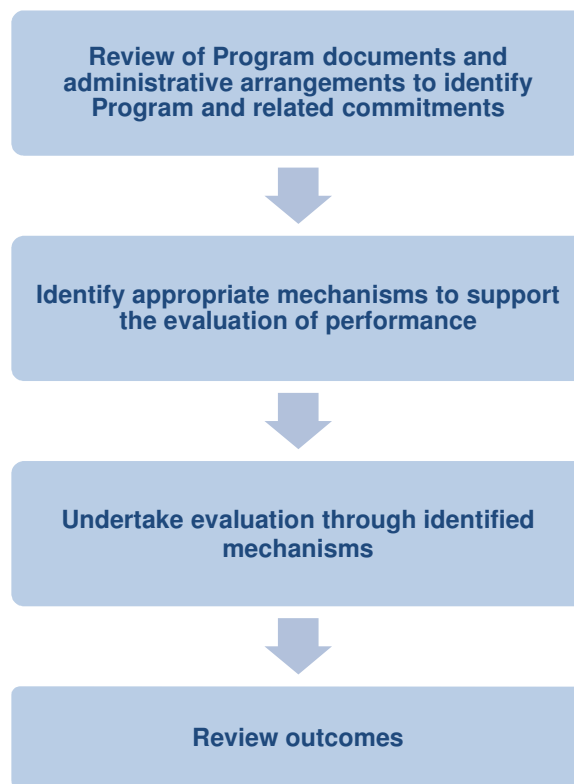 Review of Program documents and
administrative arrangements to identify
Program and related commitments
Identify appropriate mechanisms to support
the evaluation of performance
Undertake evaluation through identified
mechanisms
Review outcomes